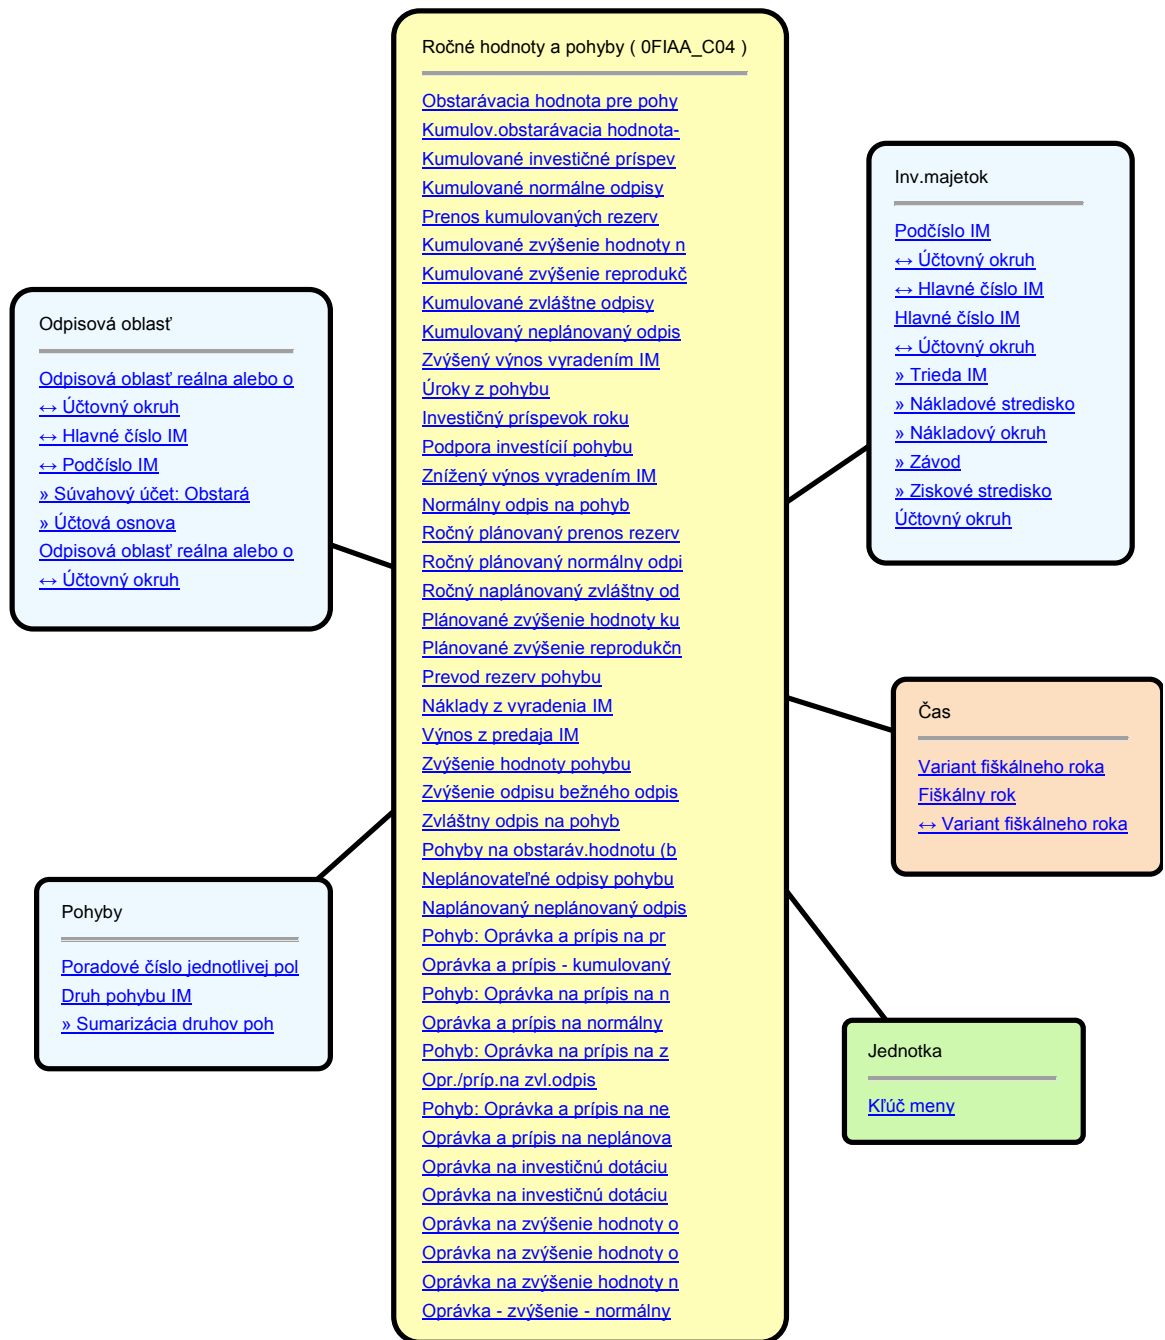 Ročné hodnoty a pohyby ( 0FIAA_C04 )
Obstarávacia hodnota pre pohy
Kumulov.obstarávacia hodnota-
Kumulované investičné príspev
Kumulované normálne odpisy
Prenos kumulovaných rezerv
Kumulované zvýšenie hodnoty n
Kumulované zvýšenie reprodukč
Kumulované zvláštne odpisy
Kumulovaný neplánovaný odpis
Zvýšený výnos vyradením IM
Úroky z pohybu
Investičný príspevok roku
Podpora investícií pohybu
Znížený výnos vyradením IM
Normálny odpis na pohyb
Ročný plánovaný prenos rezerv
Ročný plánovaný normálny odpi
Ročný naplánovaný zvláštny od
Plánované zvýšenie hodnoty ku
Plánované zvýšenie reprodukčn
Prevod rezerv pohybu
Náklady z vyradenia IM
Výnos z predaja IM
Zvýšenie hodnoty pohybu
Zvýšenie odpisu bežného odpis
Zvláštny odpis na pohyb
Pohyby na obstaráv.hodnotu (b
Neplánovateľné odpisy pohybu
Naplánovaný neplánovaný odpis
Pohyb: Oprávka a prípis na pr
Oprávka a prípis - kumulovaný
Pohyb: Oprávka na prípis na n
Oprávka a prípis na normálny
Pohyb: Oprávka na prípis na z
Opr./príp.na zvl.odpis
Pohyb: Oprávka a prípis na ne
Oprávka a prípis na neplánova
Oprávka na investičnú dotáciu
Oprávka na investičnú dotáciu
Oprávka na zvýšenie hodnoty o
Oprávka na zvýšenie hodnoty o
Oprávka na zvýšenie hodnoty n
Oprávka - zvýšenie - normálny
Odpisová oblasť
Odpisová oblasť reálna alebo o
↔ Účtovný okruh
↔ Hlavné číslo IM
↔ Podčíslo IM
» Súvahový účet: Obstará
» Účtová osnova
Odpisová oblasť reálna alebo o
↔ Účtovný okruh
Pohyby
Poradové číslo jednotlivej pol
Druh pohybu IM
» Sumarizácia druhov poh
Inv.majetok
Podčíslo IM
↔ Účtovný okruh
↔ Hlavné číslo IM
Hlavné číslo IM
↔ Účtovný okruh
» Trieda IM
» Nákladové stredisko
» Nákladový okruh
» Závod
» Ziskové stredisko
Účtovný okruh
Čas
Variant fiškálneho roka
Fiškálny rok
↔ Variant fiškálneho roka
Jednotka
Kľúč meny